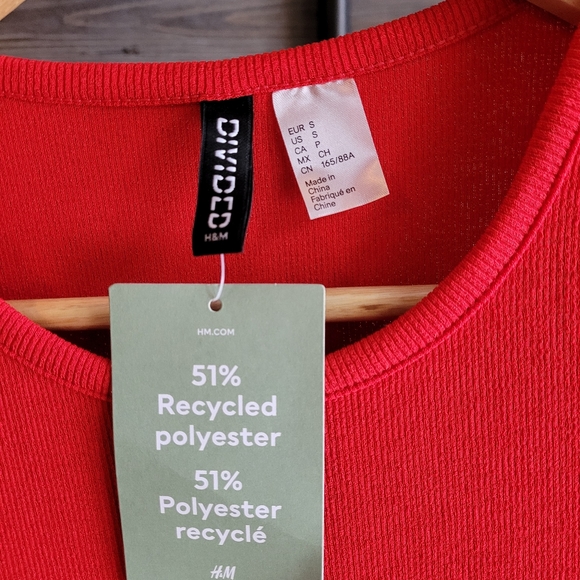 DIVIDED
H&M
EUR S
US S
CA P
MX CH
CN 165/88A
Made in
China
Fabriqué en
Chine
HM.COM
51%
Recycled
polyester
51%
Polyester
recyclé
H&M